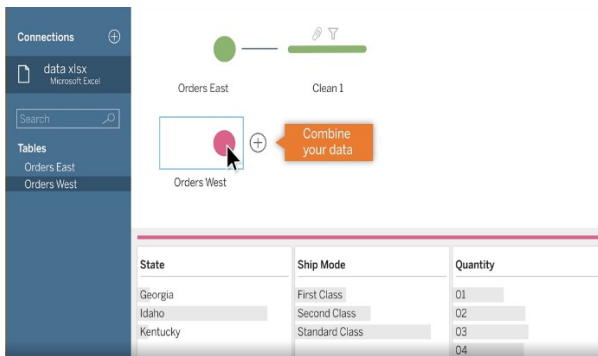 Connections
data xlsx
Microsoft Excel
Search
Tables
Orders East
Orders West
Orders East
Clean 1
Combine
your data
Orders West
State
Georgia
Idaho
Kentucky
Ship Mode
First Class
Second Class
Standard Class
Quantity
01
02
03
04